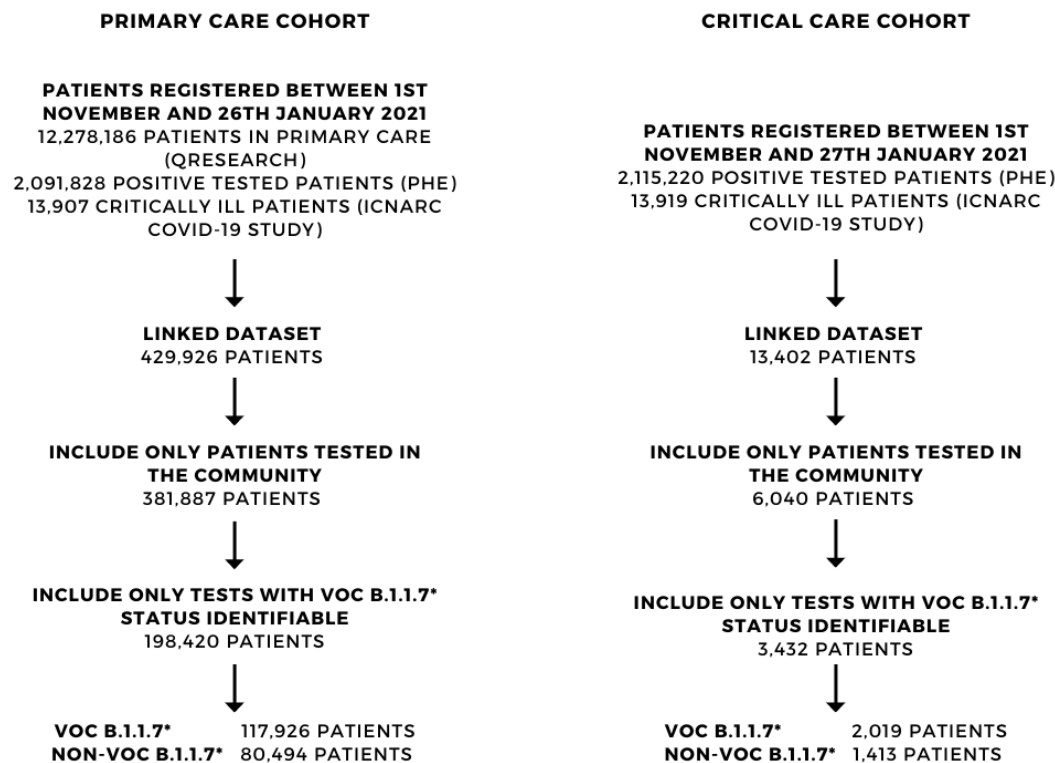 PRIMARY CARE COHORT
PATIENTS REGISTERED BETWEEN 1ST
NOVEMBER AND 26TH JANUARY 2021
12,278,186 PATIENTS IN PRIMARY CARE
(QRESEARCH)
2,091,828 POSITIVE TESTED PATIENTS (PHE)
13,907 CRITICALLY ILL PATIENTS (ICNARC
COVID-19 STUDY)
LINKED DATASET
429,926 PATIENTS
INCLUDE ONLY PATIENTS TESTED IN
THE COMMUNITY
381,887 PATIENTS
INCLUDE ONLY TESTS WITH VOC B.1.1.7*
STATUS IDENTIFIABLE
198,420 PATIENTS
VOC B.1.1.7* 117,926 PATIENTS
NON-VOC B.1.1.7* 80,494 PATIENTS
CRITICAL CARE COHORT
PATIENTS REGISTERED BETWEEN 1ST
NOVEMBER AND 27TH JANUARY 2021
2,115,220 POSITIVE TESTED PATIENTS (PHE)
13,919 CRITICALLY ILL PATIENTS (ICNARC
COVID-19 STUDY)
LINKED DATASET
13,402 PATIENTS
INCLUDE ONLY PATIENTS TESTED IN
THE COMMUNITY
6,040 PATIENTS
INCLUDE ONLY TESTS WITH VOC B.1.1.7*
STATUS IDENTIFIABLE
3,432 PATIENTS
VOC B.1.1.7* 2,019 PATIENTS
NON-VOC B.1.1.7* 1,413 PATIENTS